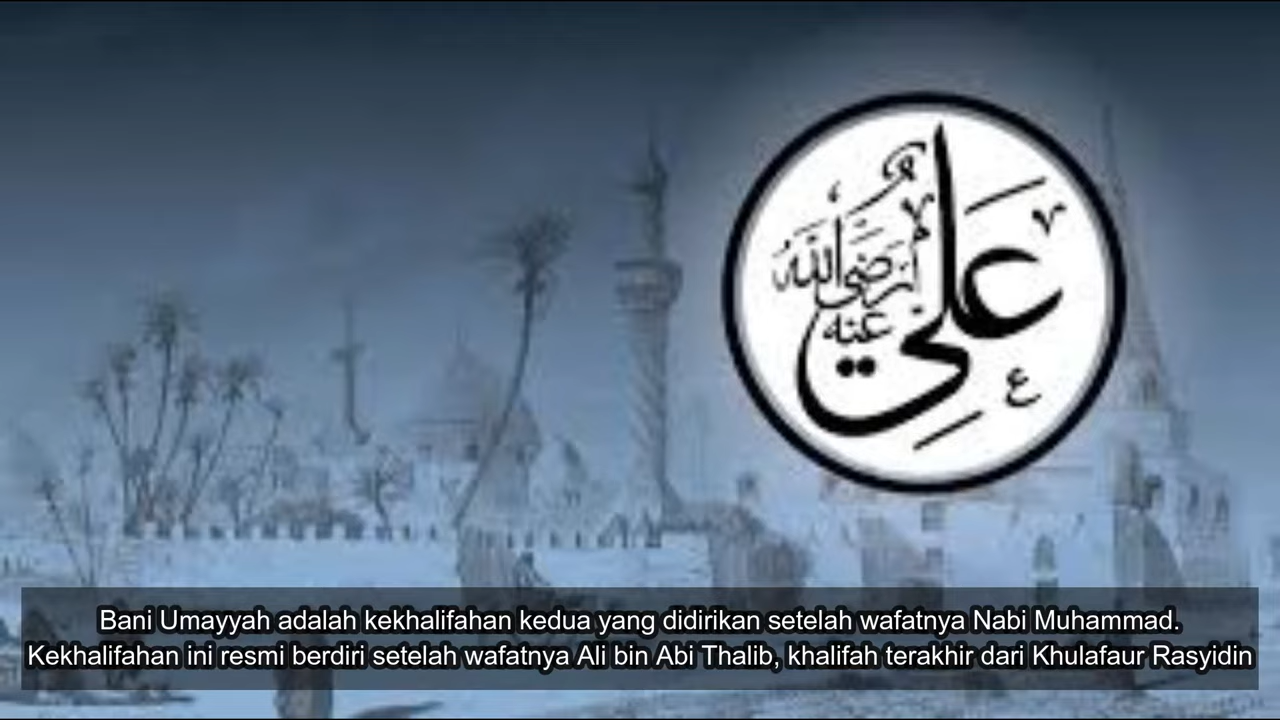 علي
رضي الله
عنه
Bani Umayyah adalah kekhalifahan kedua yang didirikan setelah wafatnya Nabi Muhammad.
Kekhalifahan ini resmi berdiri setelah wafatnya Ali bin Abi Thalib, khalifah terakhir dari Khulafaur Rasyidin